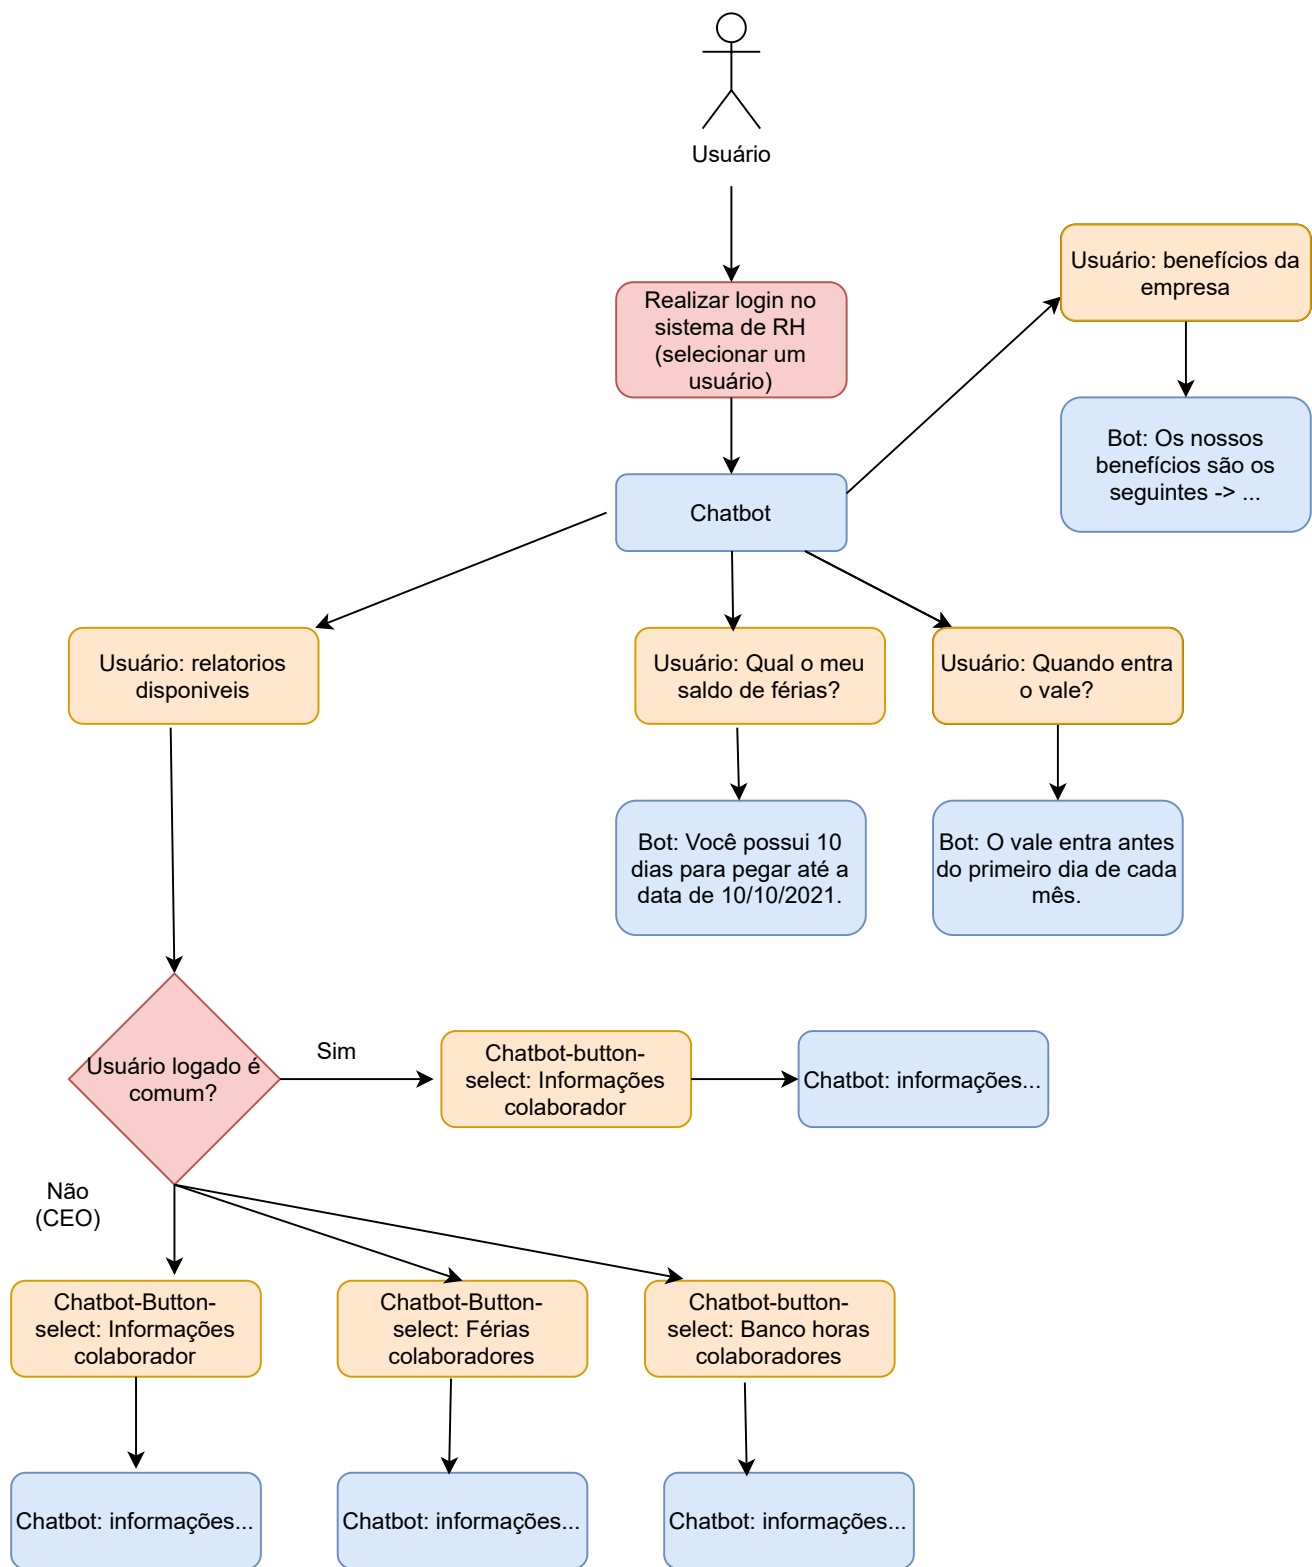 Usuário
Realizar login no
sistema de RH
(selecionar um
usuário)
Usuário: benefícios da
empresa
Bot: Os nossos
benefícios são os
seguintes -> ...
Chatbot
Usuário: relatorios
disponiveis
Usuário: Qual o meu
saldo de férias?
Usuário: Quando entra
o vale?
Bot: Você possui 10
dias para pegar até a
data de 10/10/2021.
Bot: O vale entra antes
do primeiro dia de cada
mês.
Usuário logado é
comum?
Sim
Chatbot-button-
select: Informações
colaborador
Chatbot: informações...
Não
(CEO)
Chatbot-Button-
select: Informações
colaborador
Chatbot-Button-
select: Férias
colaboradores
Chatbot-button-
select: Banco horas
colaboradores
Chatbot: informações...
Chatbot: informações...
Chatbot: informações...